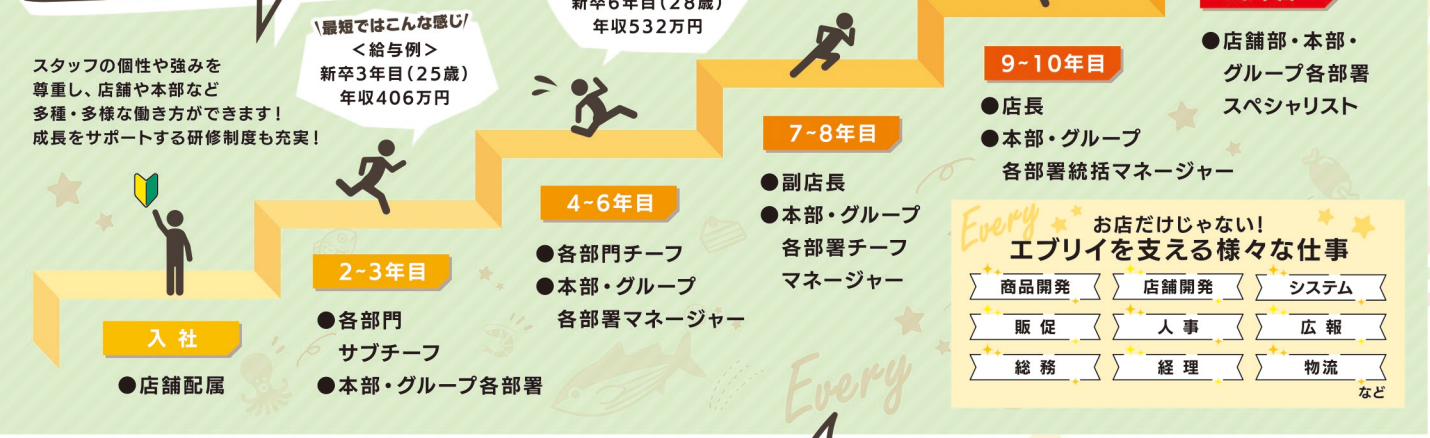 新卒6年目(28歳)
年収532万円
\最短ではこんな感じ/
<給与例>
新卒3年目(25歳)
年収406万円
スタッフの個性や強みを
尊重し、店舗や本部など
多種・多様な働き方ができます!
成長をサポートする研修制度も充実!
入社
●店舗配属
2~3年目
●各部門
サブチーフ
●本部・グループ各部署
4~6年目
●各部門チーフ
●本部・グループ
各部署マネージャー
7~8年目
●副店長
●本部・グループ
各部署チーフ
マネージャー
9~10年目
●店長
●本部・グループ
各部署統括マネージャー
●店舗部・本部・
グループ各部署
スペシャリスト
Every
お店だけじゃない!
エブリイを支える様々な仕事
商品開発
店舗開発
システム
販促
人事
広報
総務
経理
物流
など
Every